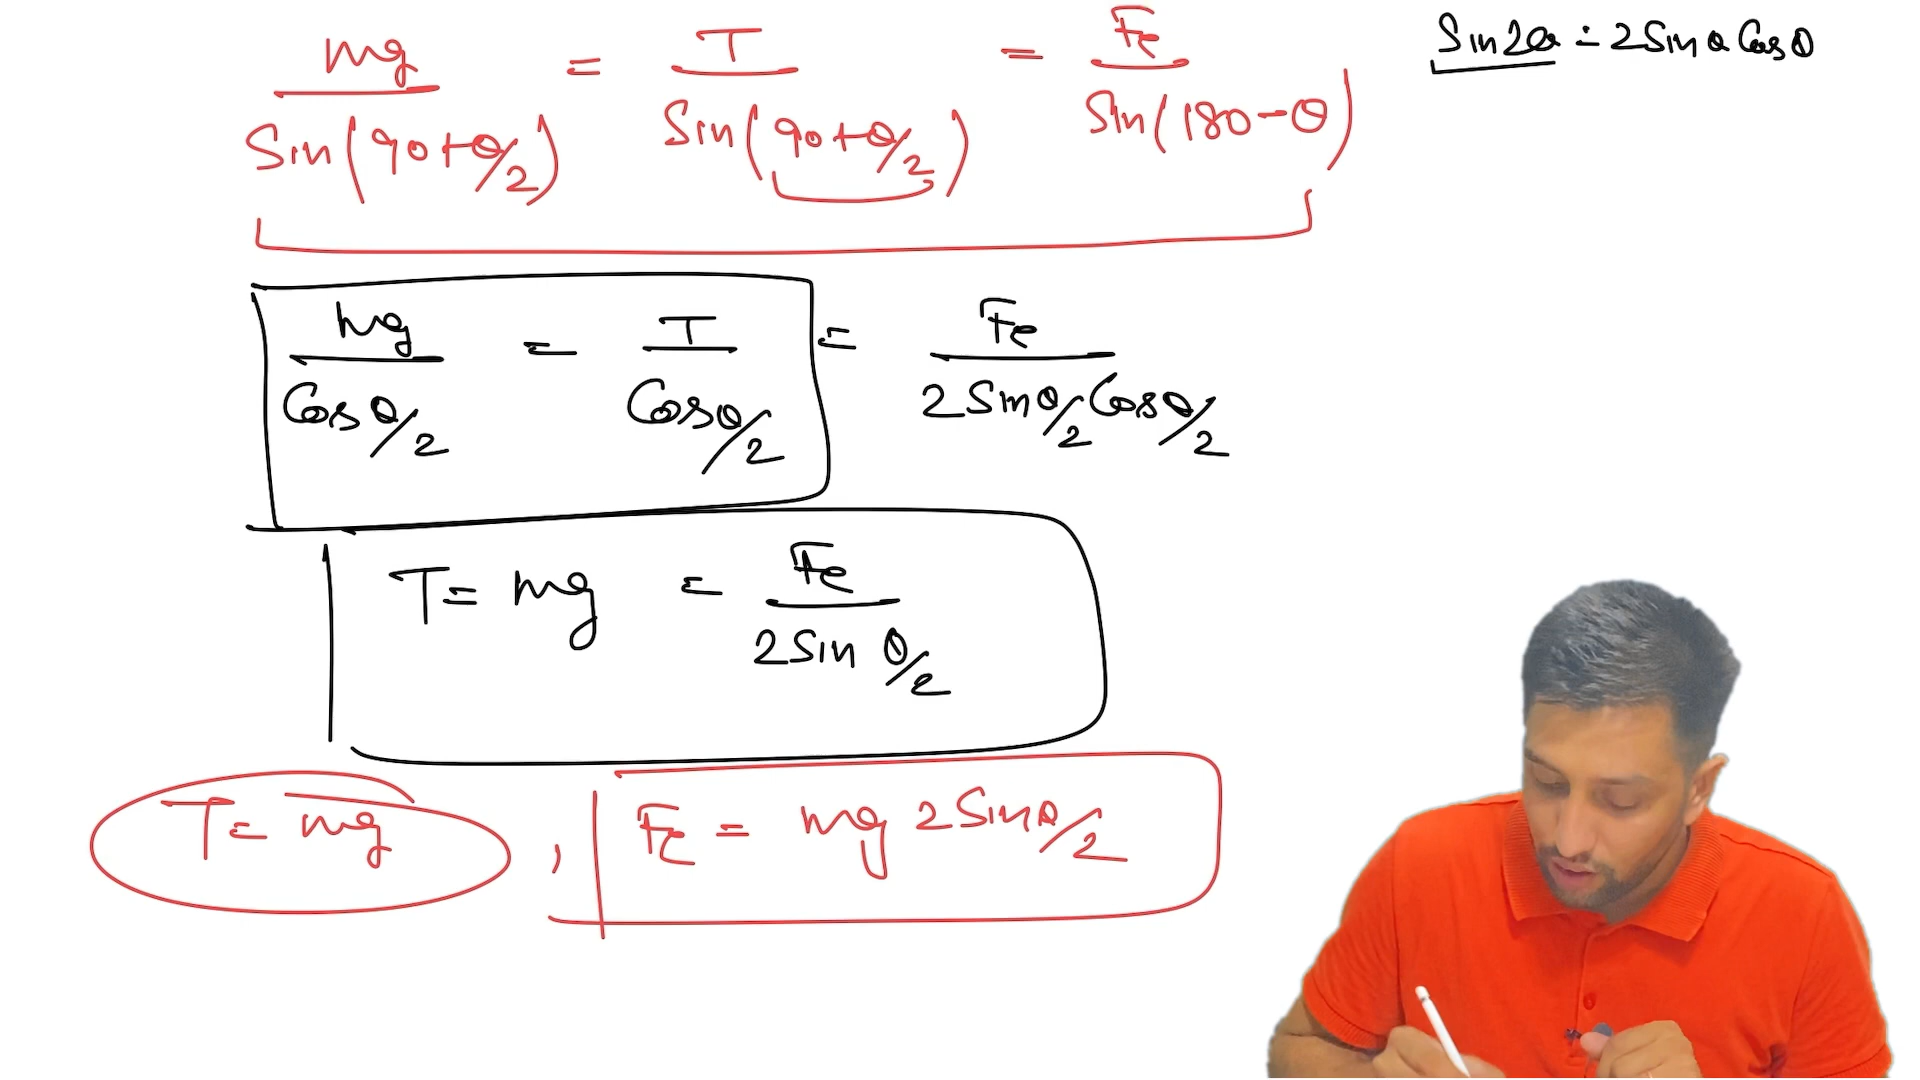 mg / Sin(90+θ/2) = T / Sin(90+θ/2) = Fe / Sin(180-θ)
Sin2θ = 2Sinθ Cosθ
mg / Cosθ/2 = T / Cosθ/2 = Fe / 2Sinθ/2 Cosθ/2
T = mg = Fe / 2Sin θ/2
T = mg , Fe = mg 2Sinθ/2